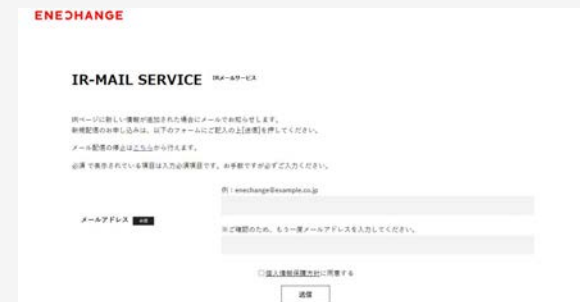 ENECHANGE
IR-MAIL SERVICE IRメールサービス
IRページに新しい情報が追加された場合にメールでお知らせします。
新規配信のお申し込みは、以下のフォームにご記入の上[送信]を押してください。
メール配信の停止はこちらから行えます。
必須 で表示されている項目は入力必須項目です。お手数ですが必ずご入力ください。
例：enechange@example.co.jp
メールアドレス 必須
※ご確認のため、もう一度メールアドレスを入力してください。
□個人情報保護方針に同意する
送信